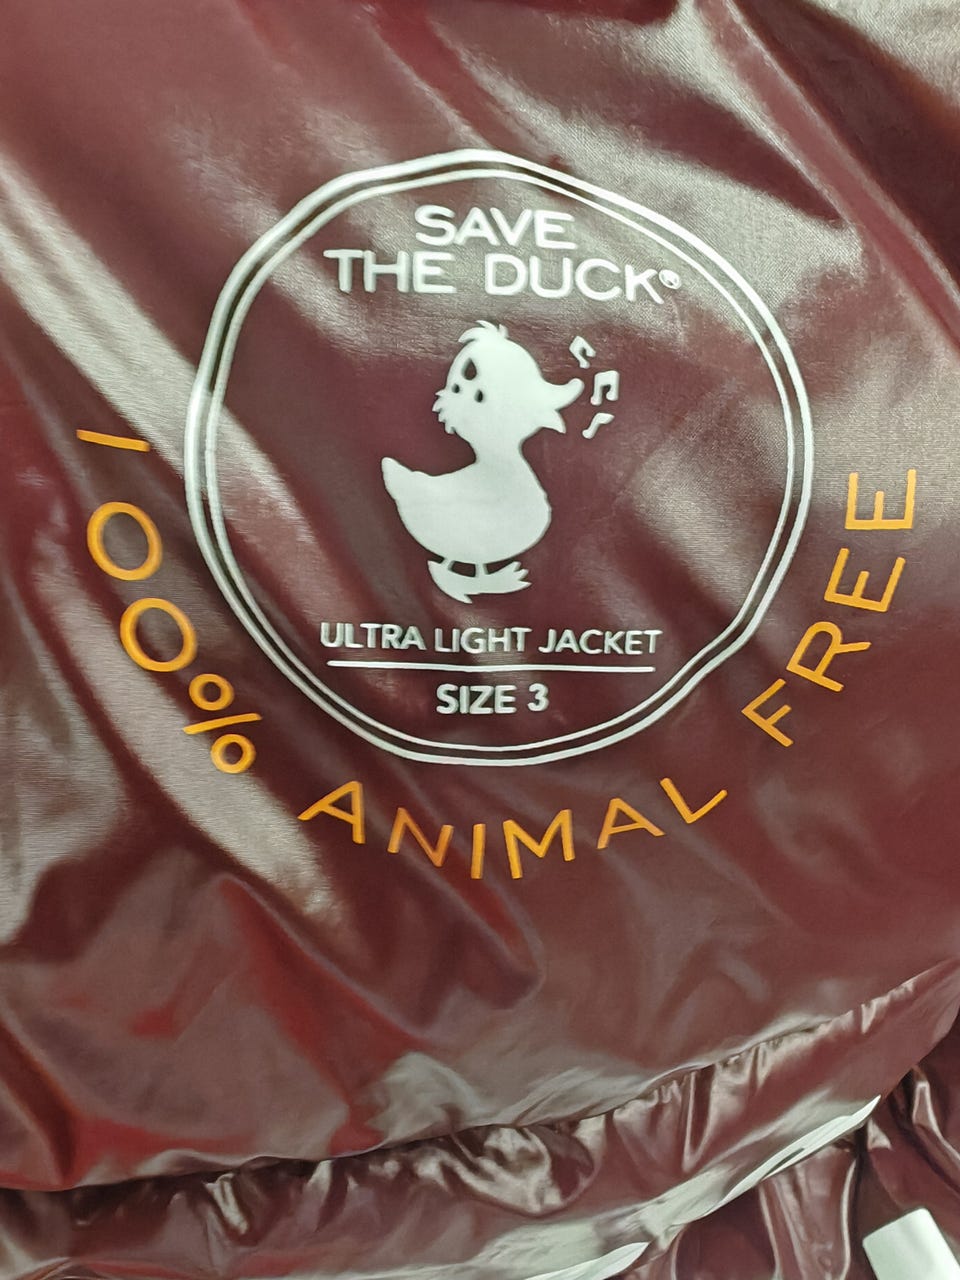 SAVE
THE DUCK®
ULTRA LIGHT JACKET
SIZE 3
100% ANIMAL FREE